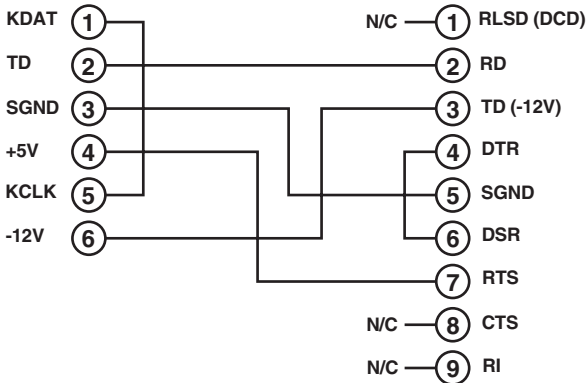 KDAT 1 N/C 1 RLSD (DCD)
TD 2 2 RD
SGND 3 3 TD (-12V)
+5V 4 4 DTR
KCLK 5 5 SGND
-12V 6 6 DSR
7 RTS
N/C 8 CTS
N/C 9 RI